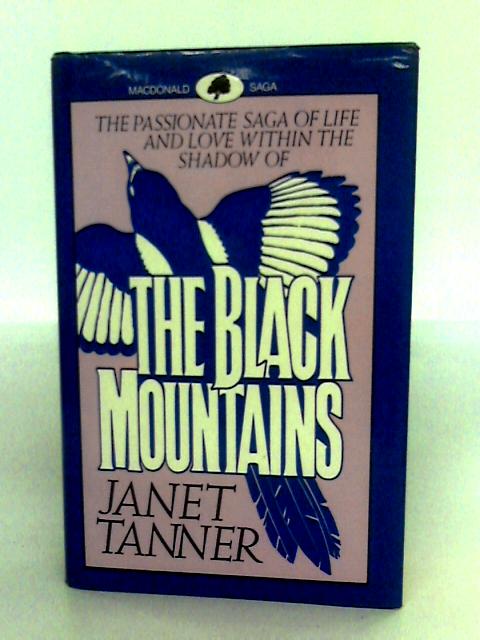 MACDONALD SAGA
THE PASSIONATE SAGA OF LIFE
AND LOVE WITHIN THE
SHADOW OF
THE BLACK
MOUNTAINS
JANET
TANNER